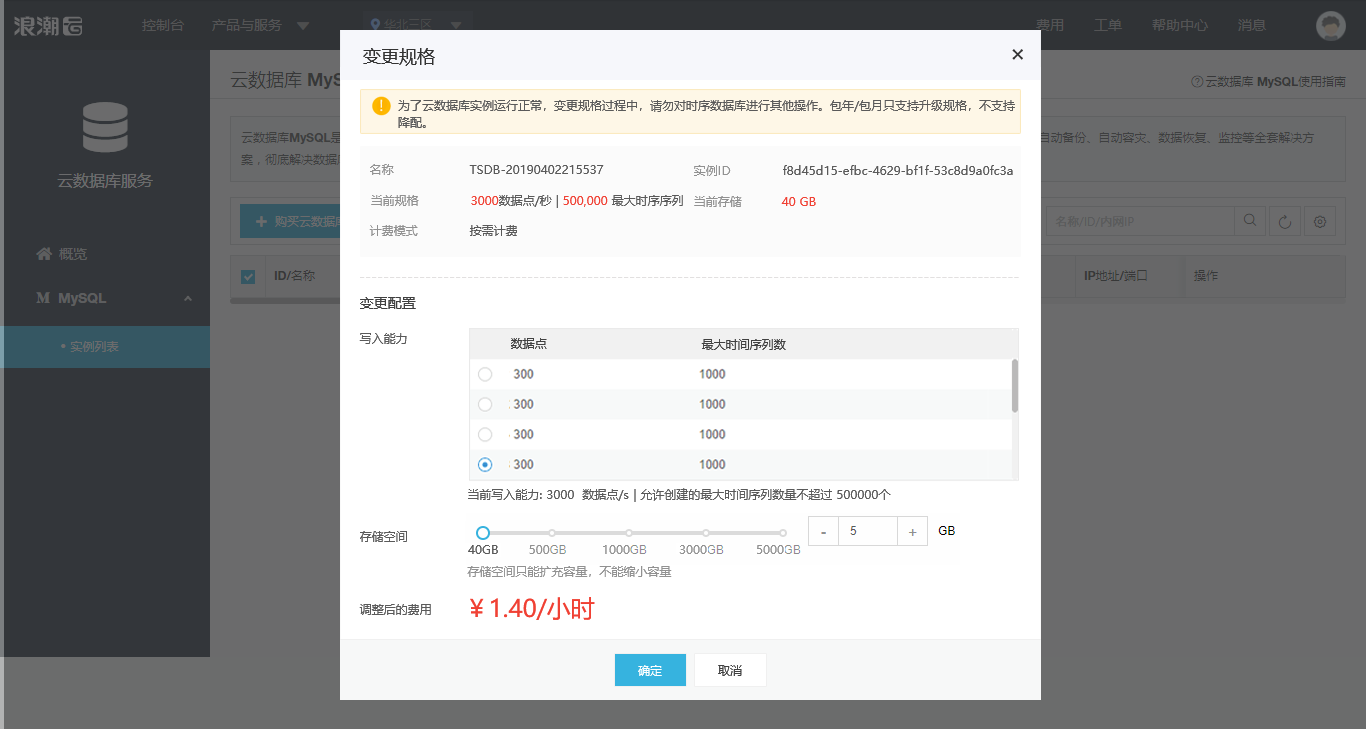 浪潮云 控制台 产品与服务 华北三区 费用 工单 帮助中心 消息
变更规格
云数据库 MyS
云数据库 MySQL使用指南
为了云数据库实例运行正常，变更规格过程中，请勿对时序数据库进行其他操作。包年/包月只支持升级规格，不支持
降配。
云数据库MySQL是
自动备份、自动容灾、数据恢复、监控等全套解决方
案，彻底解决数据库
云数据库服务
名称 TSDB-20190402215537 实例ID f8d45d15-efbc-4629-bf1f-53c8d9a0fc3a
当前规格 3000数据点/秒 | 500,000 最大时序序列 当前存储 40 GB
计费模式 按需计费
购买云数据库
名称/ID/内网IP
概览
ID/名称
IP地址/端口 操作
M MySQL
实例列表
变更配置
写入能力
数据点 最大时间序列数
300 1000
300 1000
300 1000
300 1000
当前写入能力: 3000 数据点/s | 允许创建的最大时间序列数量不超过 500000个
存储空间
- 5 + GB
40GB 500GB 1000GB 3000GB 5000GB
存储空间只能扩充容量，不能缩小容量
调整后的费用 ¥ 1.40/小时
确定 取消